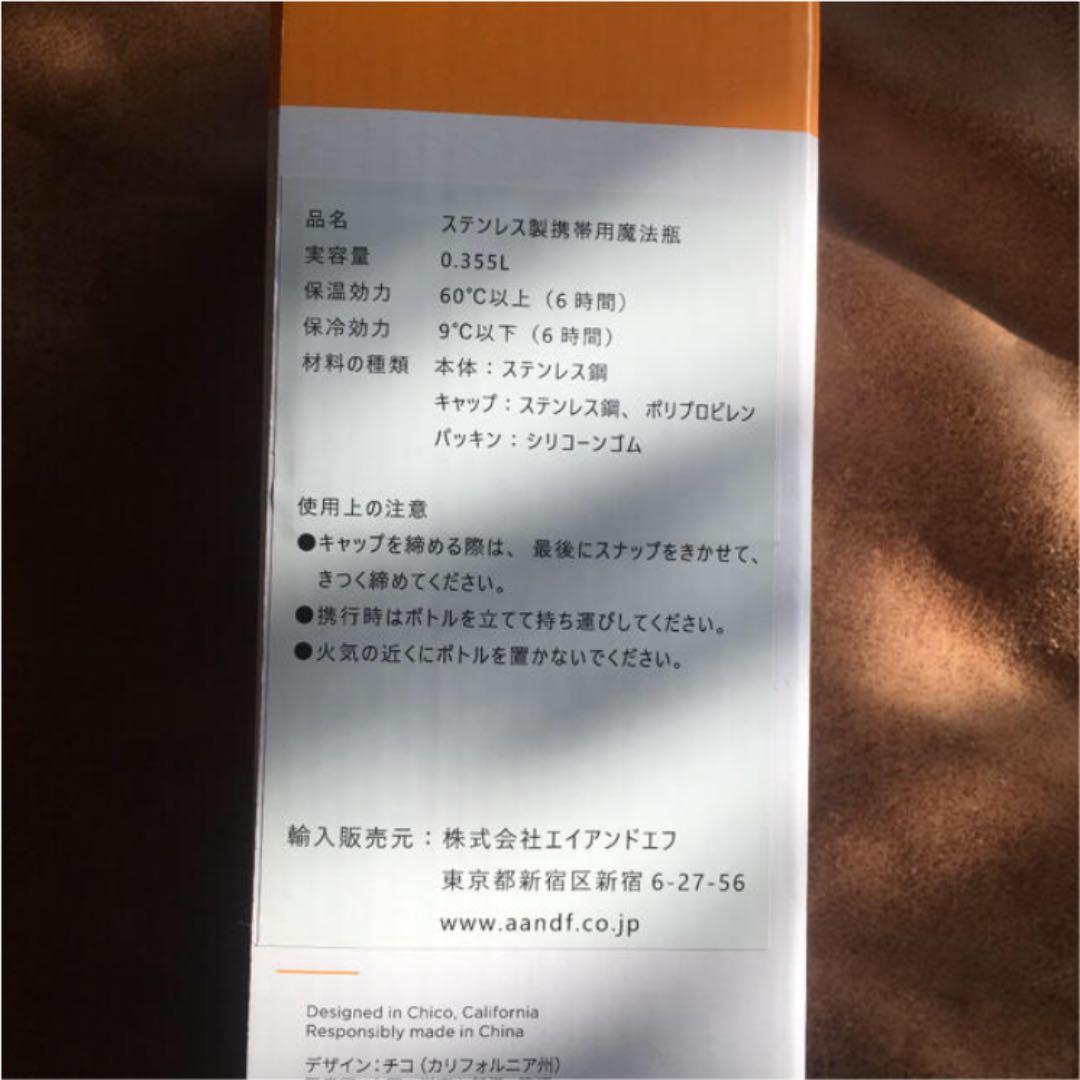 品名 ステンレス製携帯用魔法瓶
実容量 0.355L
保温効力 60℃以上（6時間）
保冷効力 9℃以下（6時間）
材料の種類 本体：ステンレス鋼
キャップ：ステンレス鋼、ポリプロピレン
パッキン：シリコーンゴム
使用上の注意
●キャップを締める際は、最後にスナップをきかせて、
きつく締めてください。
●携行時はボトルを立てて持ち運びしてください。
●火気の近くにボトルを置かないでください。
輸入販売元：株式会社エイアンドエフ
東京都新宿区新宿 6-27-56
www.aandf.co.jp
Designed in Chico, California
Responsibly made in China
デザイン：チコ（カリフォルニア州）